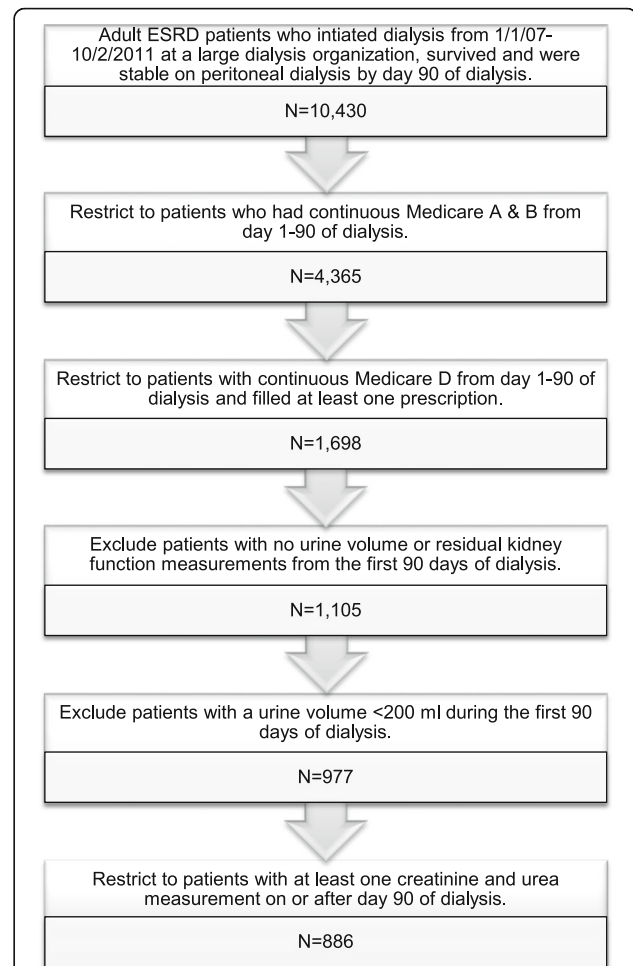 Adult ESRD patients who intiated dialysis from 1/1/07-
10/2/2011 at a large dialysis organization, survived and were
stable on peritoneal dialysis by day 90 of dialysis.
N=10,430
Restrict to patients who had continuous Medicare A & B from
day 1-90 of dialysis.
N=4,365
Restrict to patients with continuous Medicare D from day 1-90 of
dialysis and filled at least one prescription.
N=1,698
Exclude patients with no urine volume or residual kidney
function measurements from the first 90 days of dialysis.
N=1,105
Exclude patients with a urine volume <200 ml during the first 90
days of dialysis.
N=977
Restrict to patients with at least one creatinine and urea
measurement on or after day 90 of dialysis.
N=886